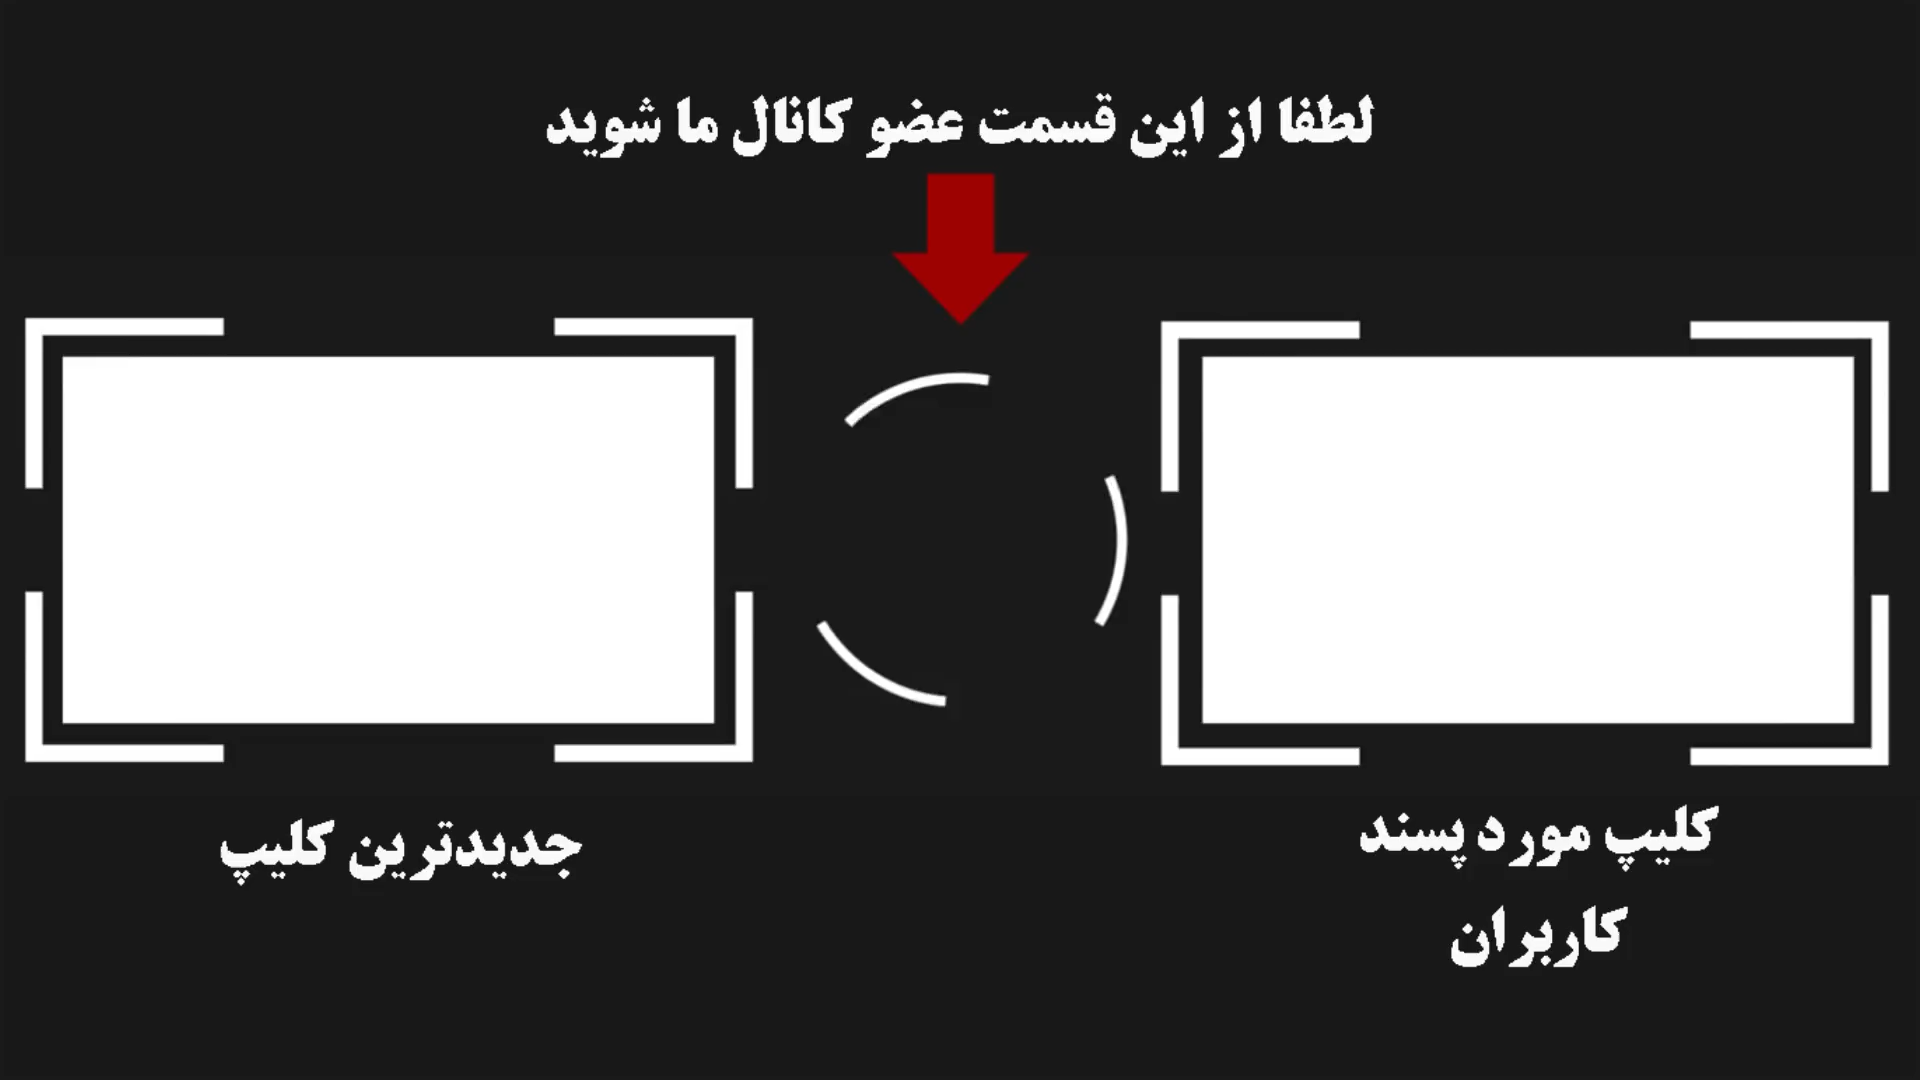 لطفا از این قسمت عضو کانال ما شوید
کلیپ مورد پسند
کاربران
جدیدترین کلیپ